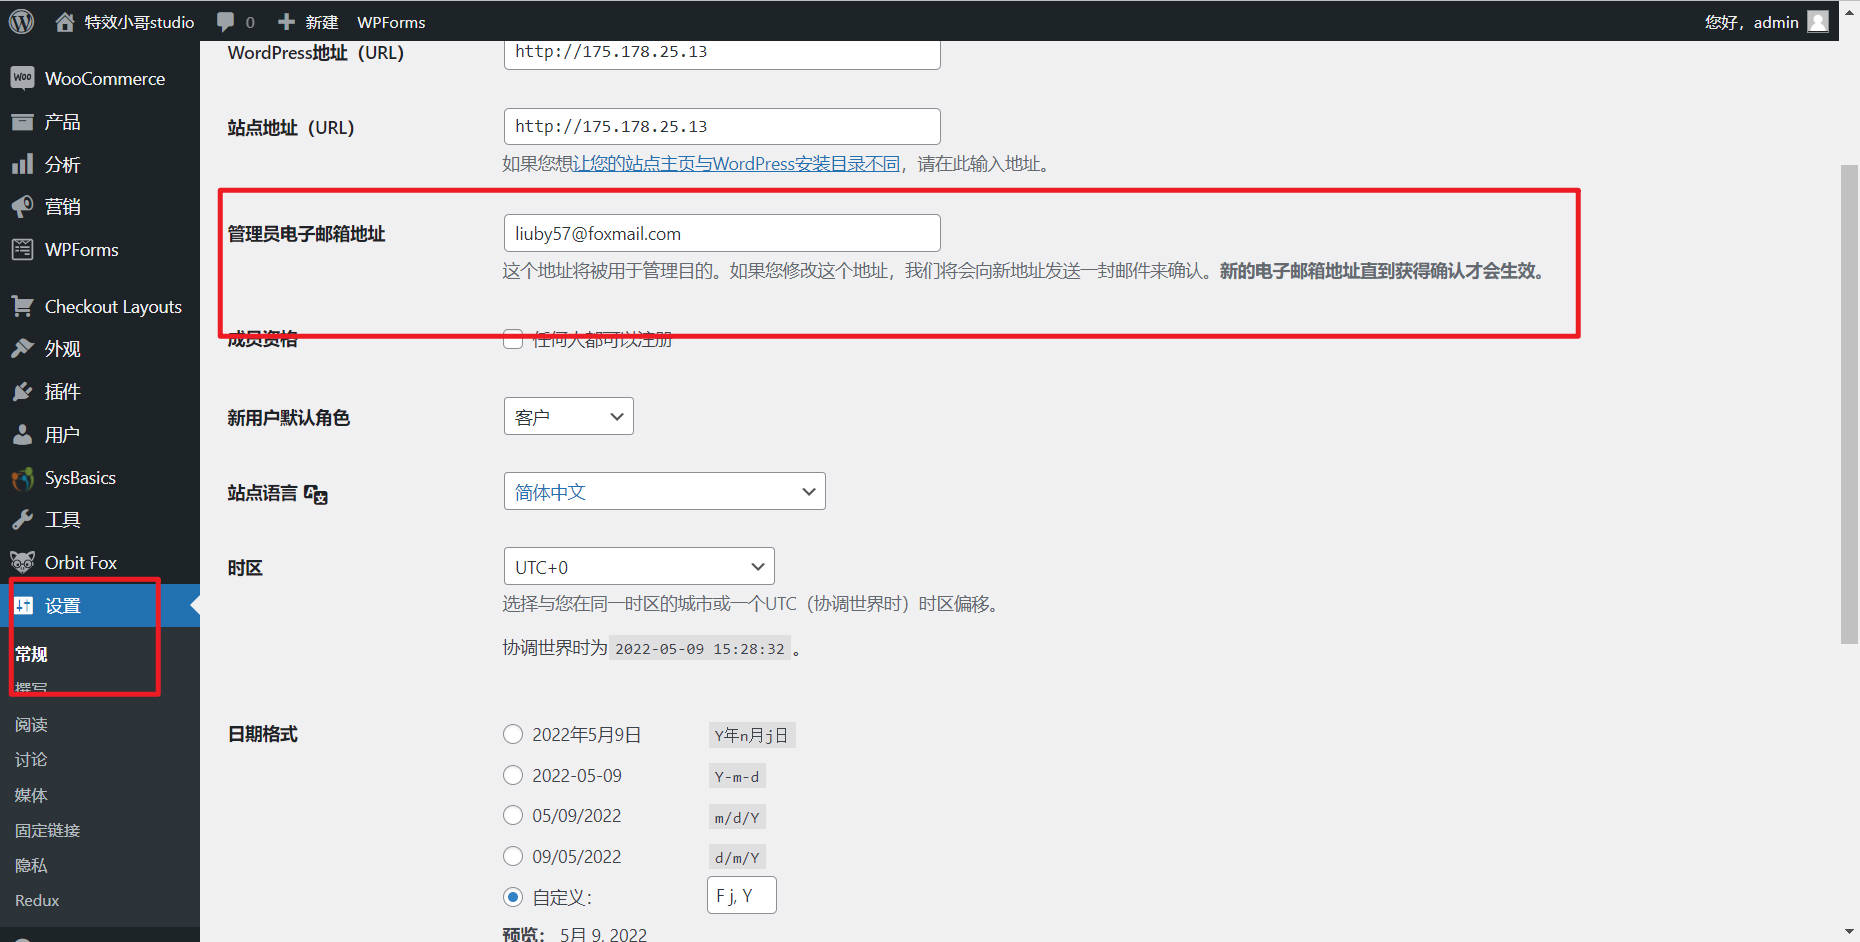 特效小哥studio
0
新建
WPForms
您好，admin
WooCommerce
产品
分析
营销
WPForms
Checkout Layouts
外观
插件
用户
SysBasics
工具
Orbit Fox
设置
常规
撰写
阅读
讨论
媒体
固定链接
隐私
Redux
WordPress地址（URL）
http://175.178.25.13
站点地址（URL）
http://175.178.25.13
如果您想让您的站点主页与WordPress安装目录不同，请在此输入地址。
管理员电子邮箱地址
liuby57@foxmail.com
这个地址将被用于管理目的。如果您修改这个地址，我们将会向新地址发送一封邮件来确认。新的电子邮箱地址直到获得确认才会生效。
成员资格
任何人都可以注册
新用户默认角色
客户
站点语言
简体中文
时区
UTC+0
选择与您在同一时区的城市或一个UTC（协调世界时）时区偏移。
协调世界时为 2022-05-09 15:28:32 。
日期格式
2022年5月9日 Y年n月j日
2022-05-09 Y-m-d
05/09/2022 m/d/Y
09/05/2022 d/m/Y
自定义： F j, Y
预览： 5月 9, 2022